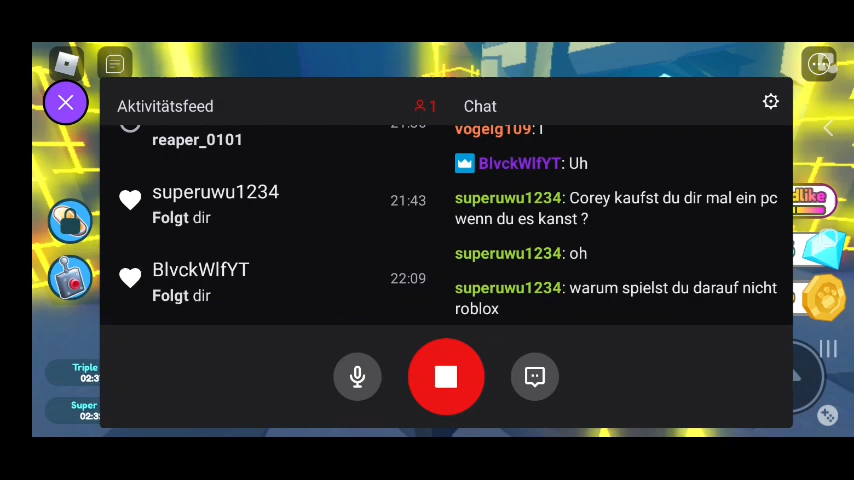 Aktivitätsfeed
1
Chat
reaper_0101
vogelg109:
BlvckWlfYT: Uh
superuwu1234
Folgt dir
21:43
superuwu1234: Corey kaufst du dir mal ein pc
wenn du es kanst ?
superuwu1234: oh
BlvckWlfYT
Folgt dir
22:09
superuwu1234: warum spielst du darauf nicht
roblox
Triple
Super